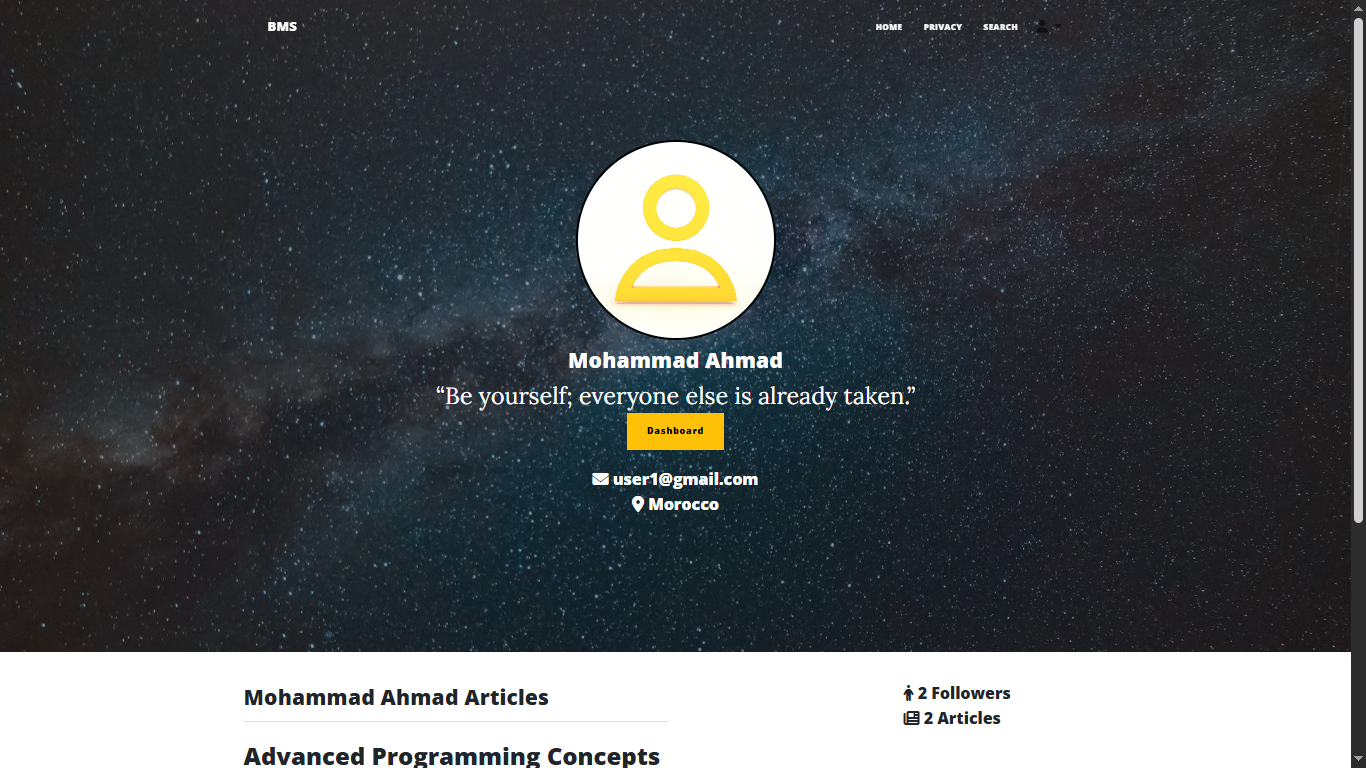 BMS
HOME PRIVACY SEARCH
Mohammad Ahmad
“Be yourself; everyone else is already taken.”
Dashboard
user1@gmail.com
Morocco
Mohammad Ahmad Articles
2 Followers
2 Articles
Advanced Programming Concepts